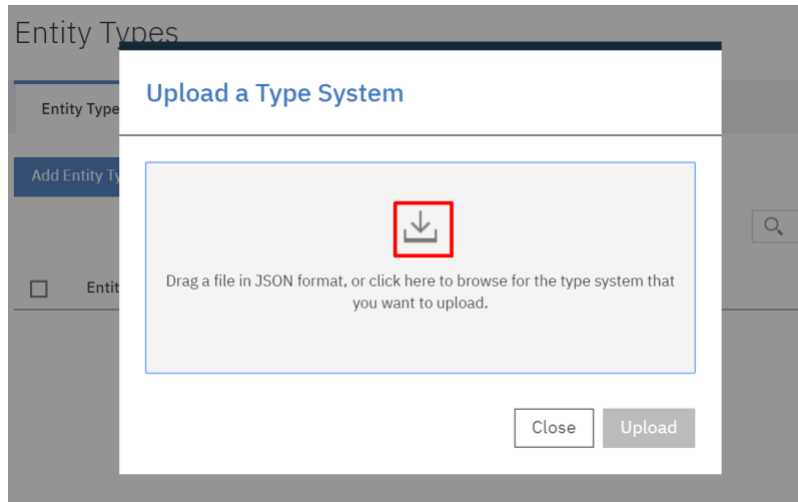 Entity Types
Upload a Type System
Entity Type
Add Entity Ty
Drag a file in JSON format, or click here to browse for the type system that
you want to upload.
Entit
Close Upload